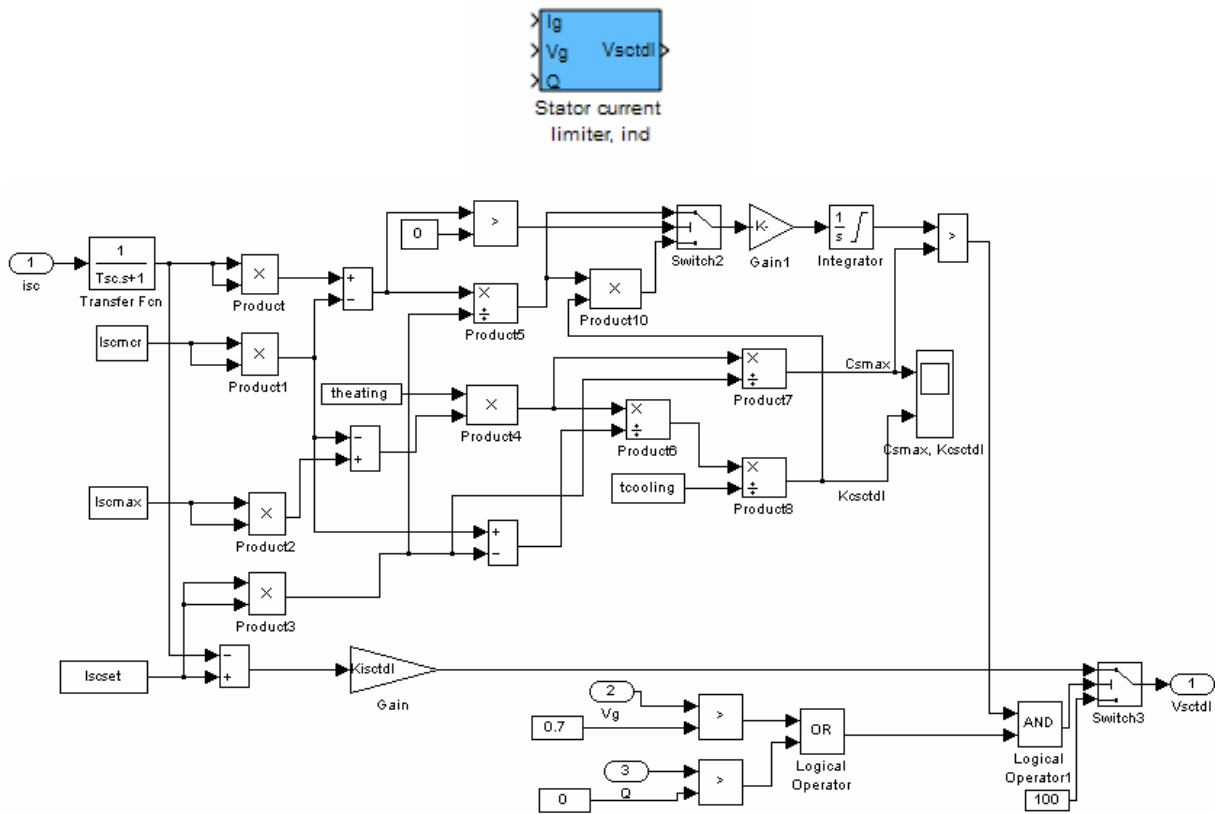 Ig
Vg
Vsctdl
Q
Stator current
limiter, ind
1
isc
1
Tsc.s+1
Transfer Fcn
×
Product
+
−
0
>
Switch2
-K-
Gain1
1
s
Integrator
>
×
÷
Product5
×
Product10
Iscmcr
×
Product1
theating
×
Product4
×
÷
Product7
Csmax
Csmax, Kcsctdl
−
+
×
÷
Product6
tcooling
×
÷
Product8
Kcsctdl
Iscmax
×
Product2
+
−
×
Product3
Iscset
−
+
Kisctdl
Gain
2
Vg
0.7
>
OR
Logical
Operator
3
Q
0
>
AND
Logical
Operator1
100
Switch3
1
Vsctdl